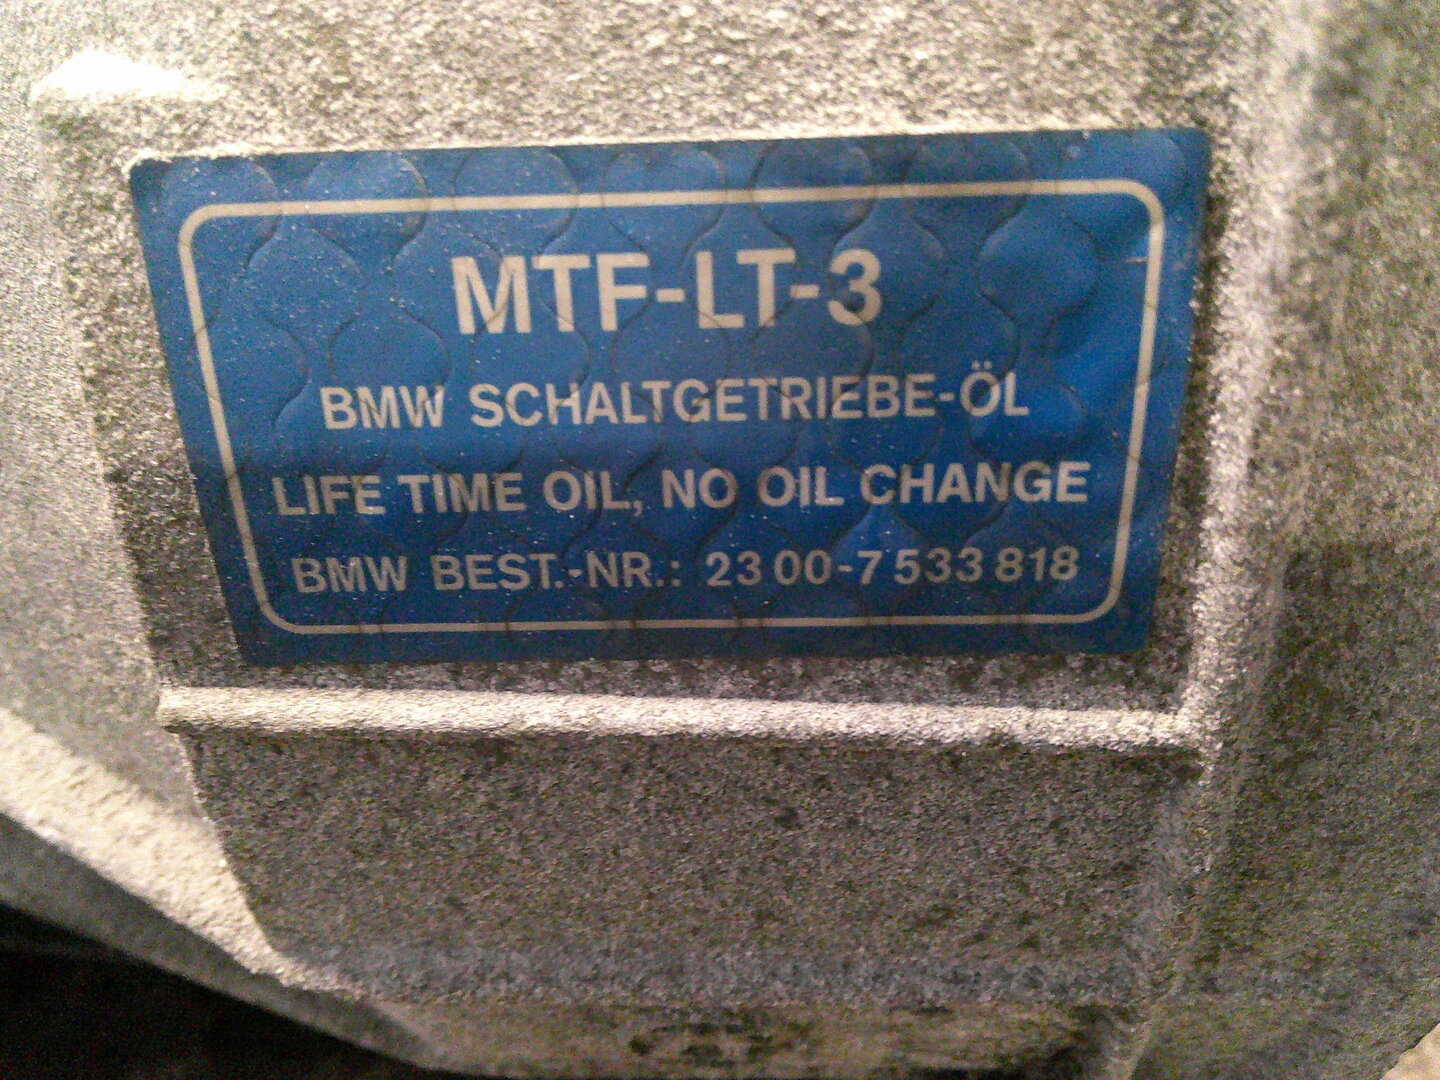 MTF-LT-3
BMW SCHALTGETRIEBE-ÖL
LIFE TIME OIL, NO OIL CHANGE
BMW BEST.-NR.: 23 00-7 533 818